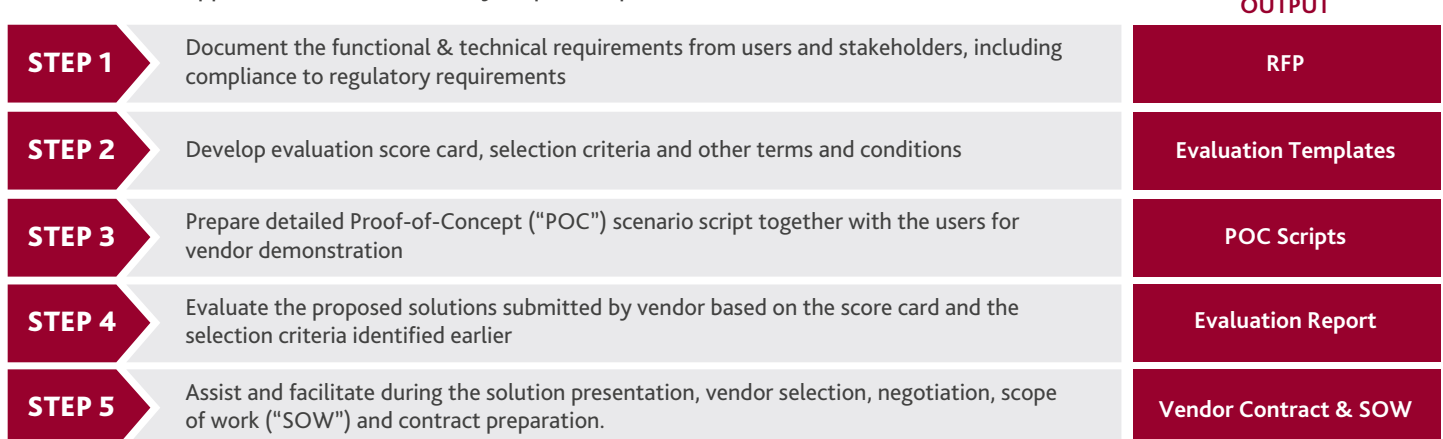 OUTPUT
STEP 1
Document the functional & technical requirements from users and stakeholders, including
compliance to regulatory requirements
RFP
STEP 2
Develop evaluation score card, selection criteria and other terms and conditions
Evaluation Templates
STEP 3
Prepare detailed Proof-of-Concept (“POC”) scenario script together with the users for
vendor demonstration
POC Scripts
STEP 4
Evaluate the proposed solutions submitted by vendor based on the score card and the
selection criteria identified earlier
Evaluation Report
STEP 5
Assist and facilitate during the solution presentation, vendor selection, negotiation, scope
of work (“SOW”) and contract preparation.
Vendor Contract & SOW